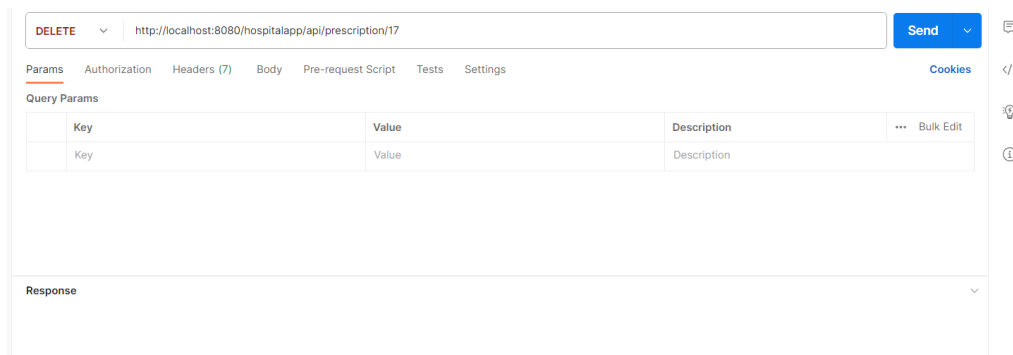 DELETE http://localhost:8080/hospitalapp/api/prescription/17 Send
Params Authorization Headers (7) Body Pre-request Script Tests Settings Cookies
Query Params
Key Value Description ••• Bulk Edit
Key Value Description
Response